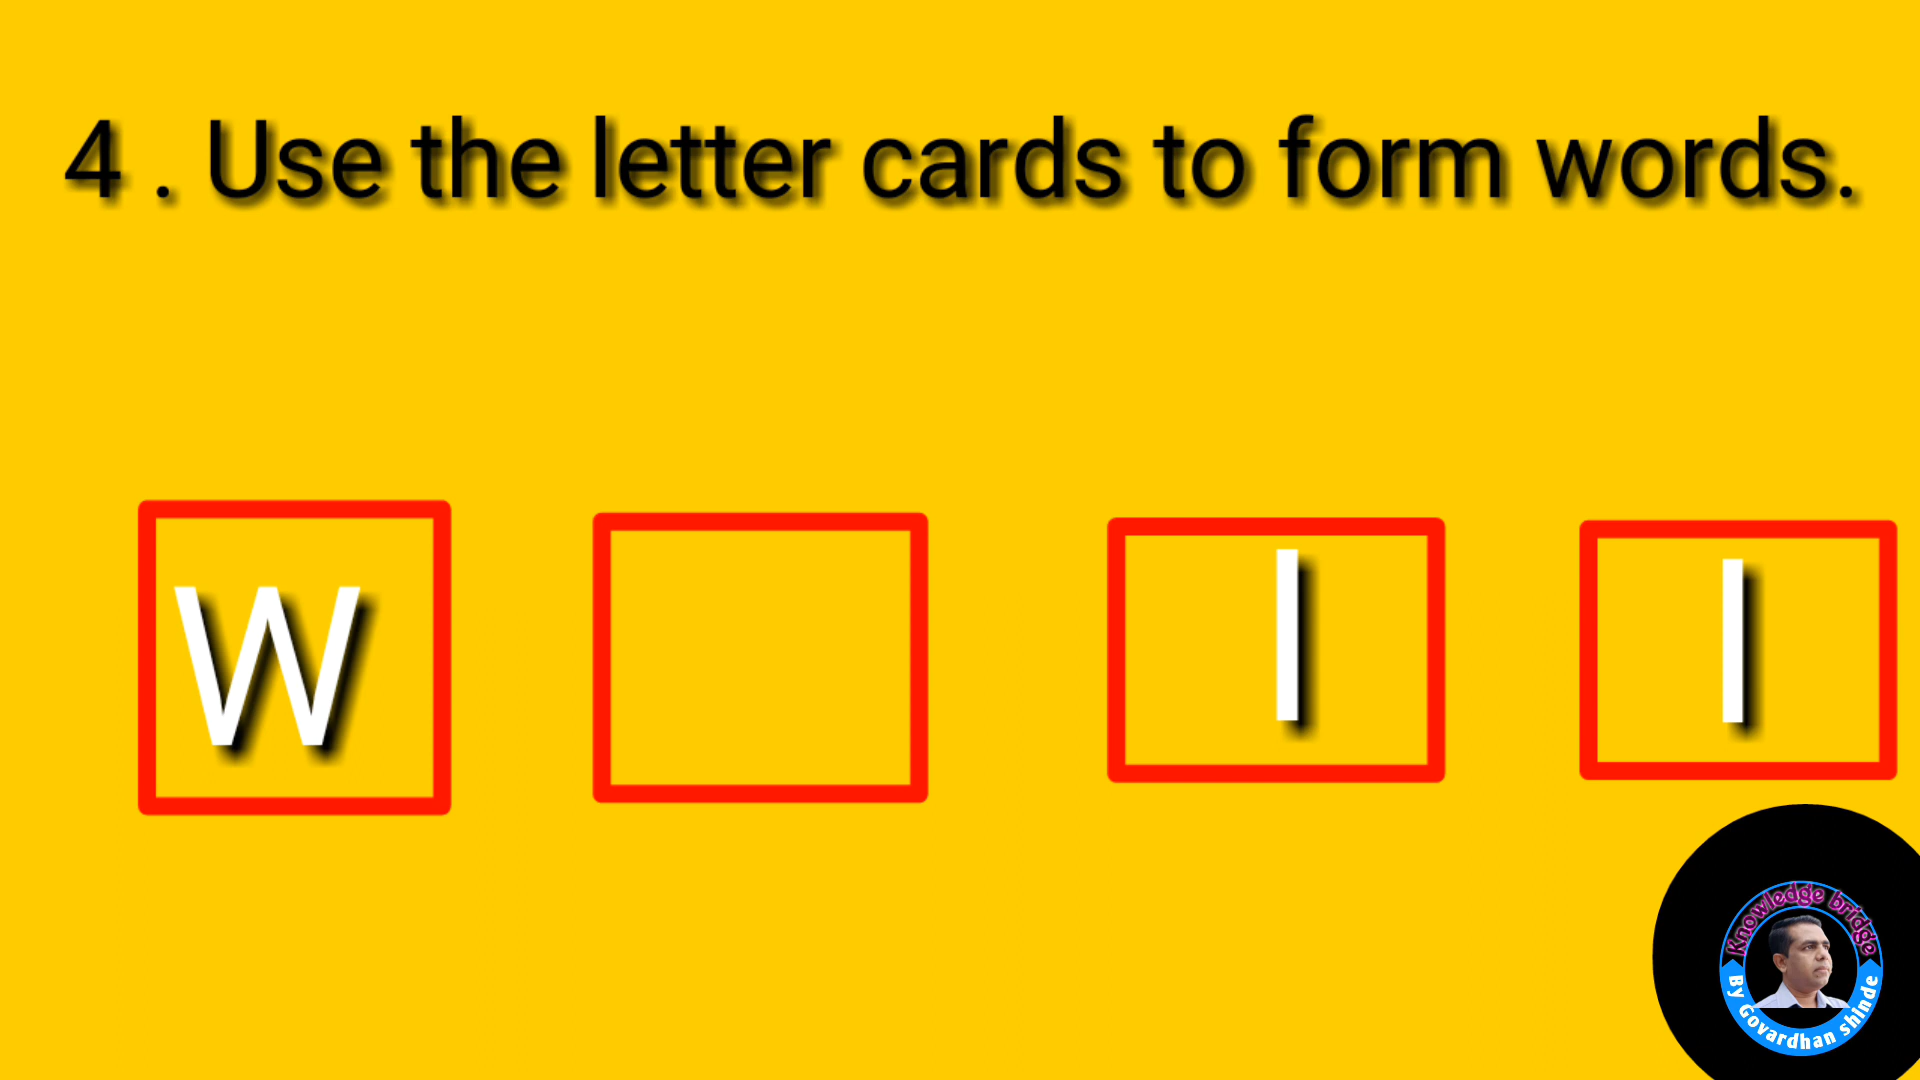 4 . Use the letter cards to form words.
W l l
Knowledge bridge
By Govardhan shinde